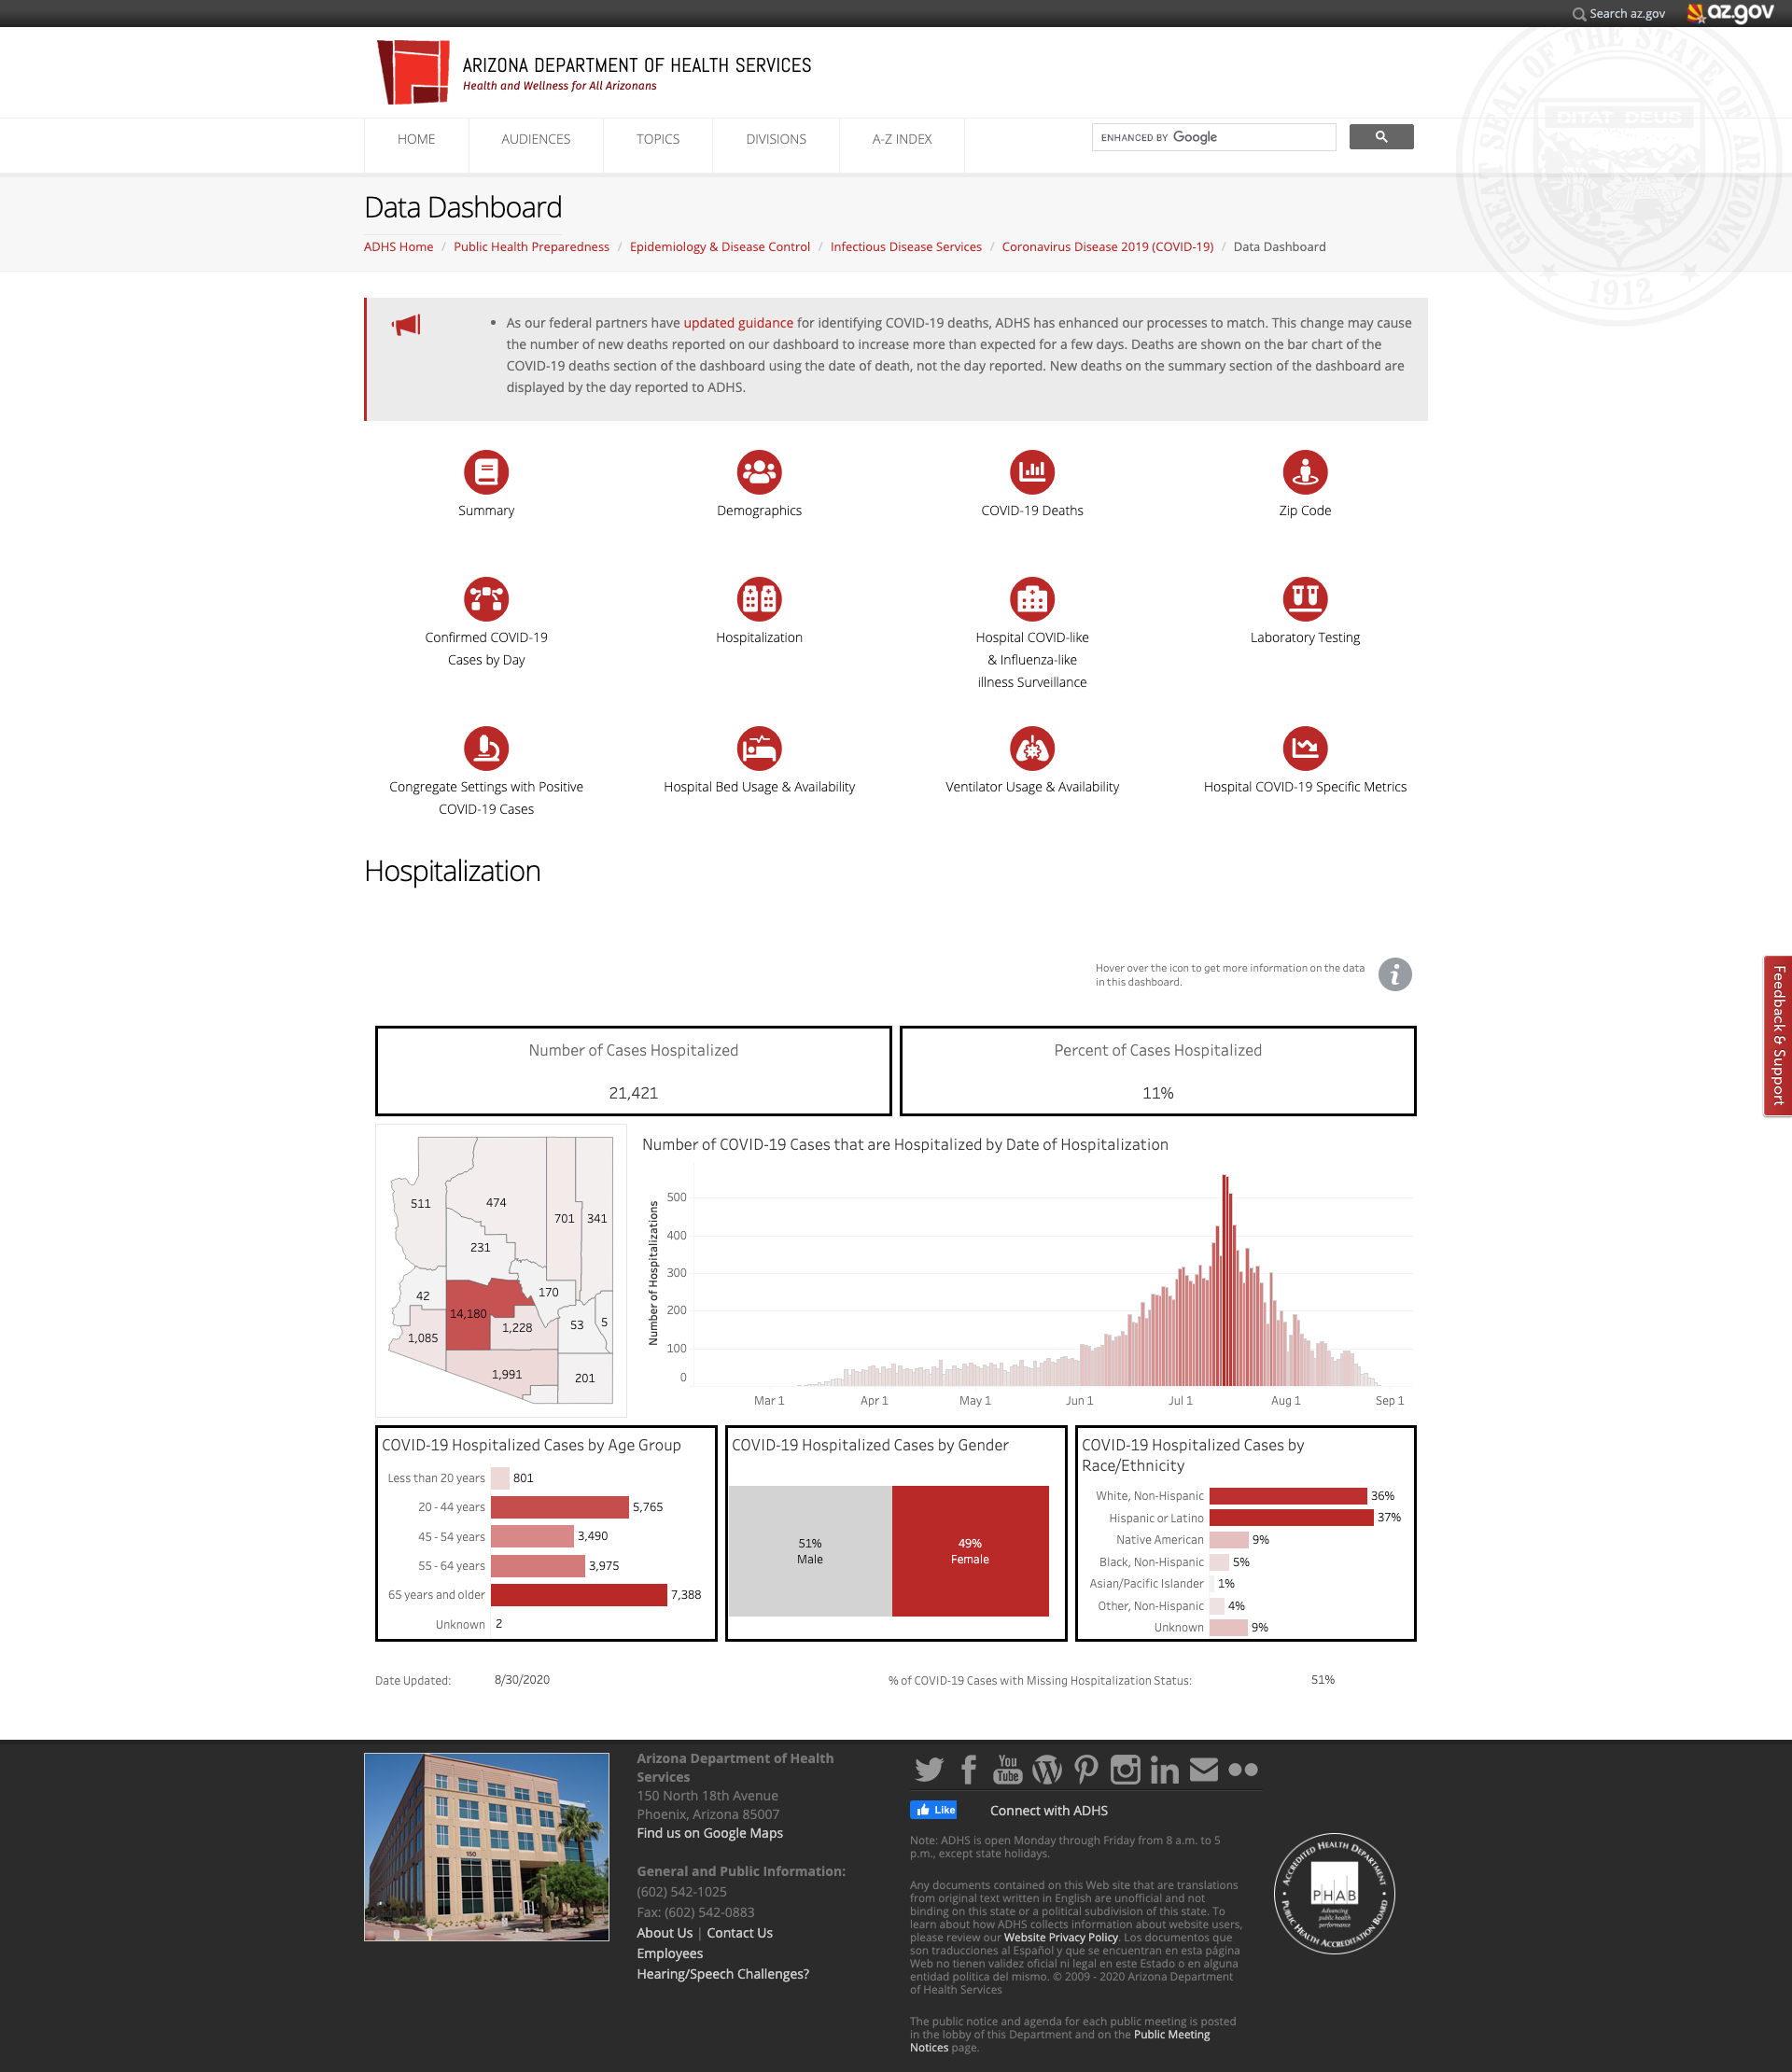 Search az.gov
az.gov
ARIZONA DEPARTMENT OF HEALTH SERVICES
Health and Wellness for All Arizonans
GREAT SEAL OF THE STATE OF ARIZONA
DITAT DEUS
1912
HOME
AUDIENCES
TOPICS
DIVISIONS
A-Z INDEX
ENHANCED BY Google
Data Dashboard
ADHS Home / Public Health Preparedness / Epidemiology & Disease Control / Infectious Disease Services / Coronavirus Disease 2019 (COVID-19) / Data Dashboard
• As our federal partners have updated guidance for identifying COVID-19 deaths, ADHS has enhanced our processes to match. This change may cause
the number of new deaths reported on our dashboard to increase more than expected for a few days. Deaths are shown on the bar chart of the
COVID-19 deaths section of the dashboard using the date of death, not the day reported. New deaths on the summary section of the dashboard are
displayed by the day reported to ADHS.
Summary
Demographics
COVID-19 Deaths
Zip Code
Confirmed COVID-19
Cases by Day
Hospitalization
Hospital COVID-like
& Influenza-like
illness Surveillance
Laboratory Testing
Congregate Settings with Positive
COVID-19 Cases
Hospital Bed Usage & Availability
Ventilator Usage & Availability
Hospital COVID-19 Specific Metrics
Hospitalization
Hover over the icon to get more information on the data
in this dashboard.
Feedback & Support
Number of Cases Hospitalized
21,421
Percent of Cases Hospitalized
11%
511
474
701
341
231
42
14,180
170
1,085
1,228
53
5
1,991
201
Number of COVID-19 Cases that are Hospitalized by Date of Hospitalization
Number of Hospitalizations
500
400
300
200
100
0
Mar 1
Apr 1
May 1
Jun 1
Jul 1
Aug 1
Sep 1
COVID-19 Hospitalized Cases by Age Group
Less than 20 years 801
20 - 44 years 5,765
45 - 54 years 3,490
55 - 64 years 3,975
65 years and older 7,388
Unknown 2
COVID-19 Hospitalized Cases by Gender
51%
Male
49%
Female
COVID-19 Hospitalized Cases by
Race/Ethnicity
White, Non-Hispanic 36%
Hispanic or Latino 37%
Native American 9%
Black, Non-Hispanic 5%
Asian/Pacific Islander 1%
Other, Non-Hispanic 4%
Unknown 9%
Date Updated: 8/30/2020
% of COVID-19 Cases with Missing Hospitalization Status: 51%
150
Arizona Department of Health
Services
150 North 18th Avenue
Phoenix, Arizona 85007
Find us on Google Maps
General and Public Information:
(602) 542-1025
Fax: (602) 542-0883
About Us | Contact Us
Employees
Hearing/Speech Challenges?
You
Tube
Like
Connect with ADHS
Note: ADHS is open Monday through Friday from 8 a.m. to 5
p.m., except state holidays.
Any documents contained on this Web site that are translations
from original text written in English are unofficial and not
binding on this state or a political subdivision of this state. To
learn about how ADHS collects information about website users,
please review our Website Privacy Policy. Los documentos que
son traducciones al Español y que se encuentran en esta página
Web no tienen validez oficial ni legal en este Estado o en alguna
entidad politica del mismo. © 2009 - 2020 Arizona Department
of Health Services
The public notice and agenda for each public meeting is posted
in the lobby of this Department and on the Public Meeting
Notices page.
ACCREDITED HEALTH DEPARTMENT
PHAB
Advancing
public health
performance
PUBLIC HEALTH ACCREDITATION BOARD